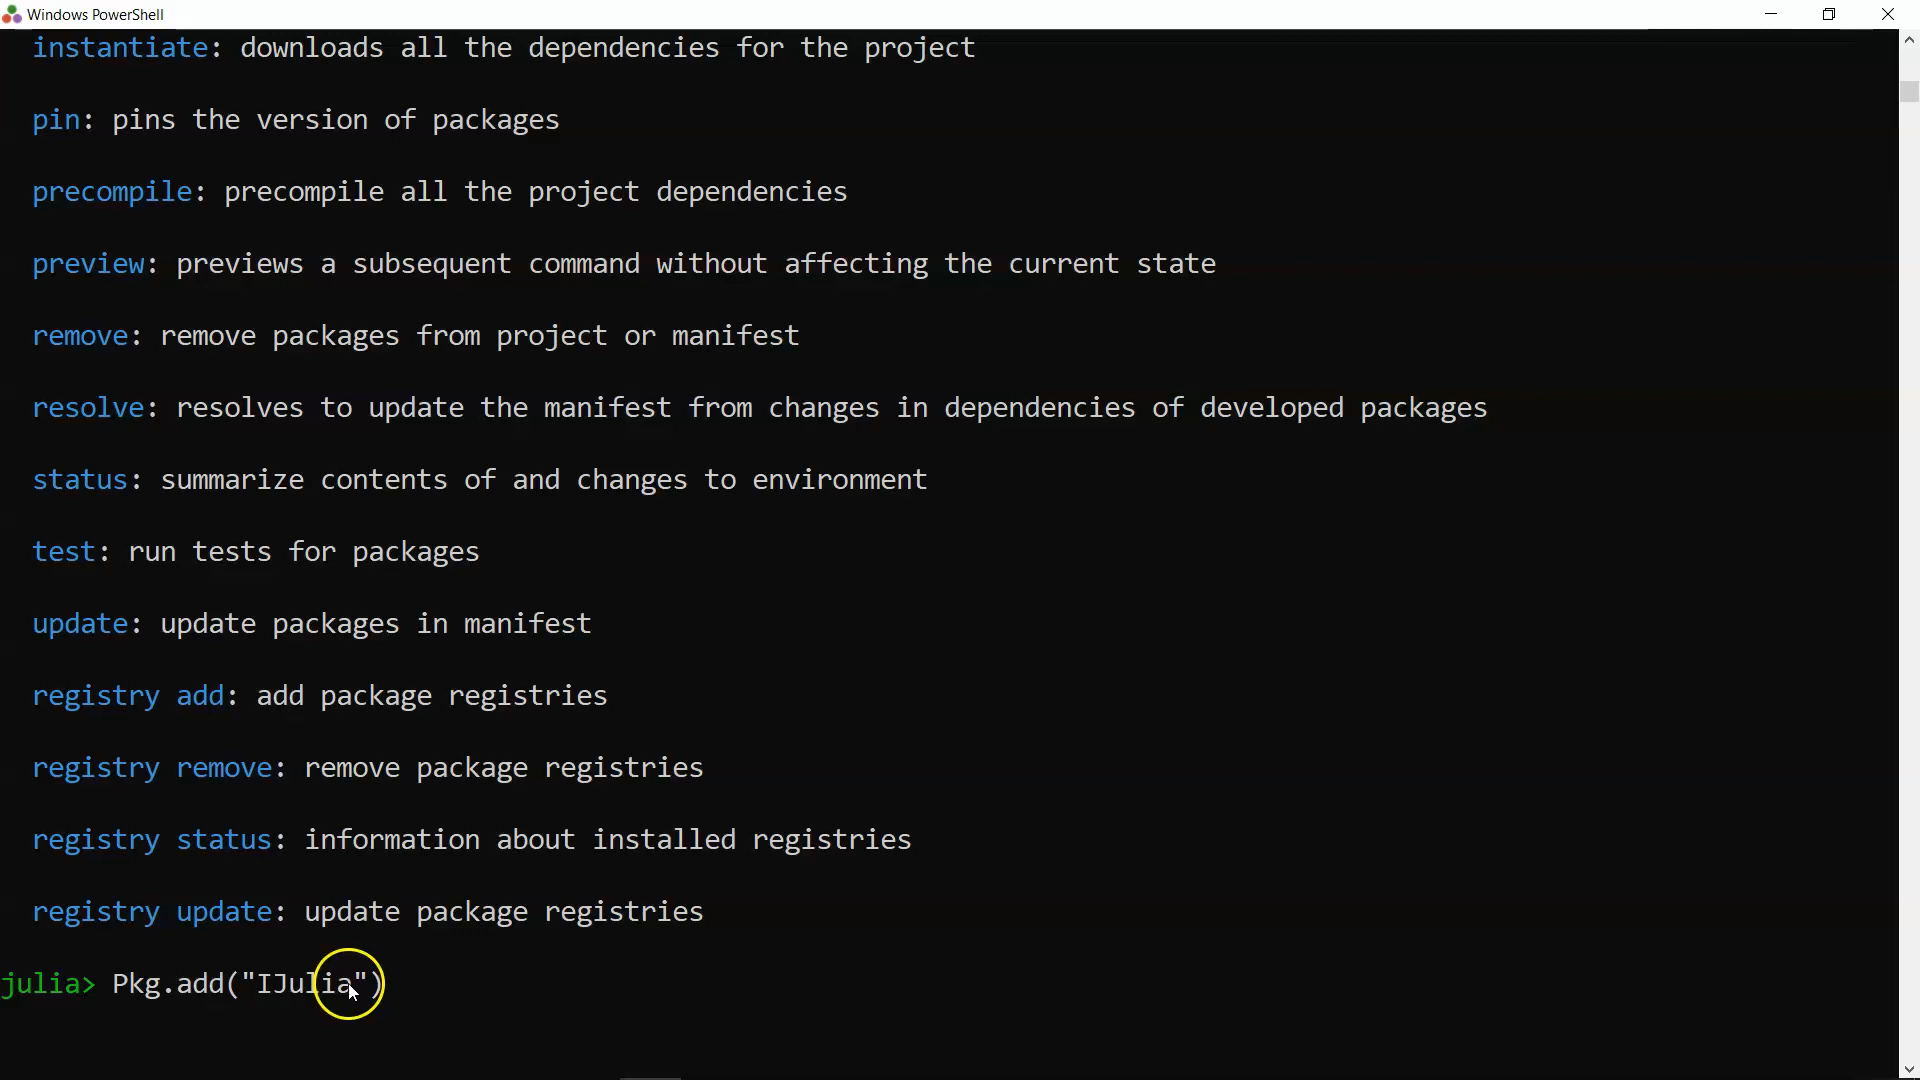 Windows PowerShell
instantiate: downloads all the dependencies for the project
pin: pins the version of packages
precompile: precompile all the project dependencies
preview: previews a subsequent command without affecting the current state
remove: remove packages from project or manifest
resolve: resolves to update the manifest from changes in dependencies of developed packages
status: summarize contents of and changes to environment
test: run tests for packages
update: update packages in manifest
registry add: add package registries
registry remove: remove package registries
registry status: information about installed registries
registry update: update package registries
julia> Pkg.add("IJulia")